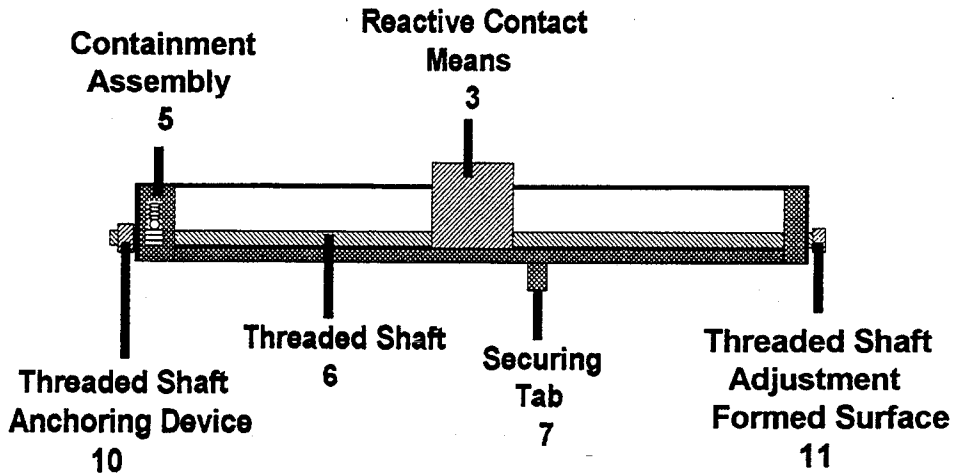 Containment
Assembly
5
Reactive Contact
Means
3
Threaded Shaft
6
Securing
Tab
7
Threaded Shaft
Anchoring Device
10
Threaded Shaft
Adjustment
Formed Surface
11